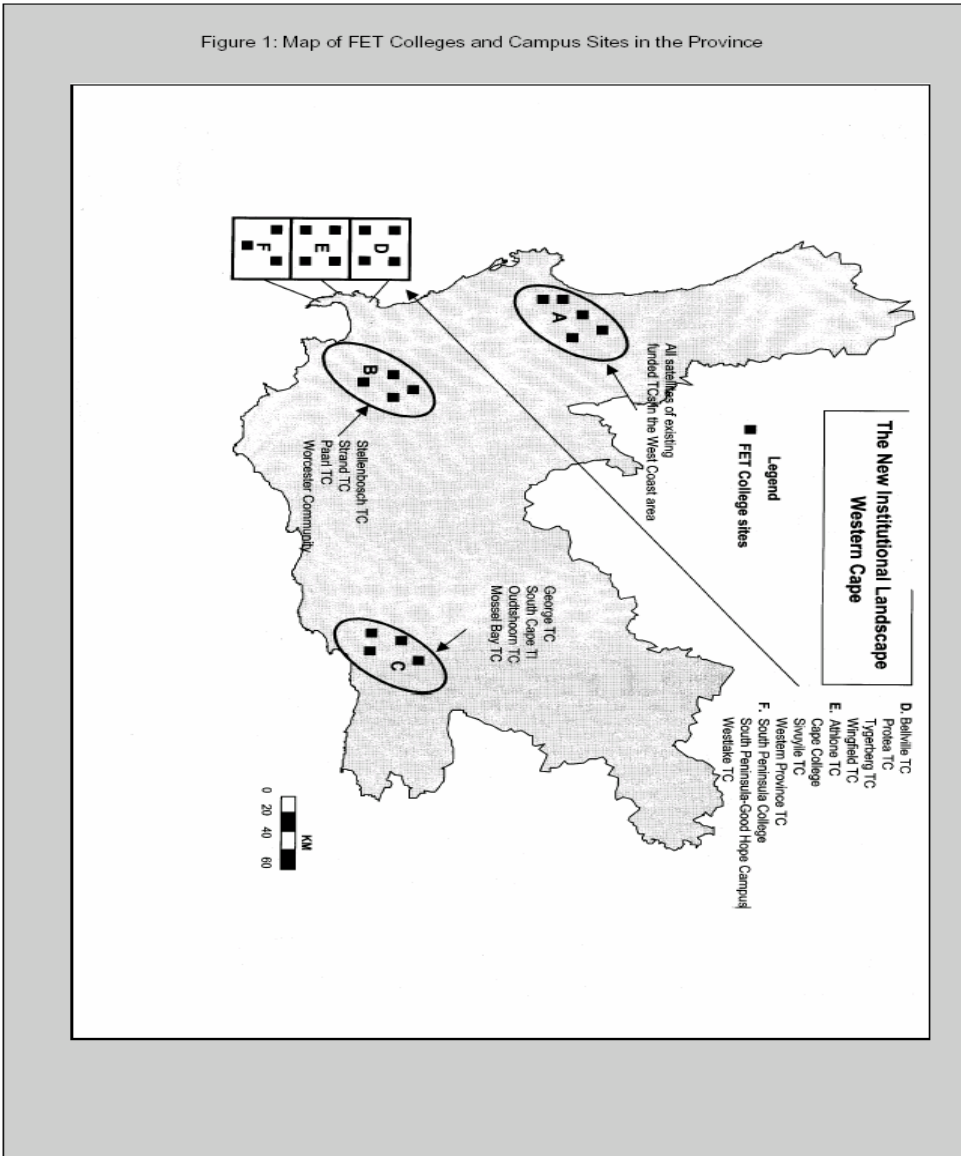 Figure 1: Map of FET Colleges and Campus Sites in the Province
The New Institutional Landscape
Western Cape
Legend
FET College sites
All satellites of existing
funded TCs in the West Coast area
A
B
Stellenbosch TC
Strand TC
Paarl TC
Worcester Community
George TC
South Cape TI
Oudtshoorn TC
Mossel Bay TC
C
D
E
F
D. Bellville TC
Protea TC
Tygerberg TC
Wingfield TC
E. Athlone TC
Cape College
Sivuyile TC
Western Province TC
F. South Peninsula College
South Peninsula-Good Hope Campus
Westlake TC
KM
0 20 40 60